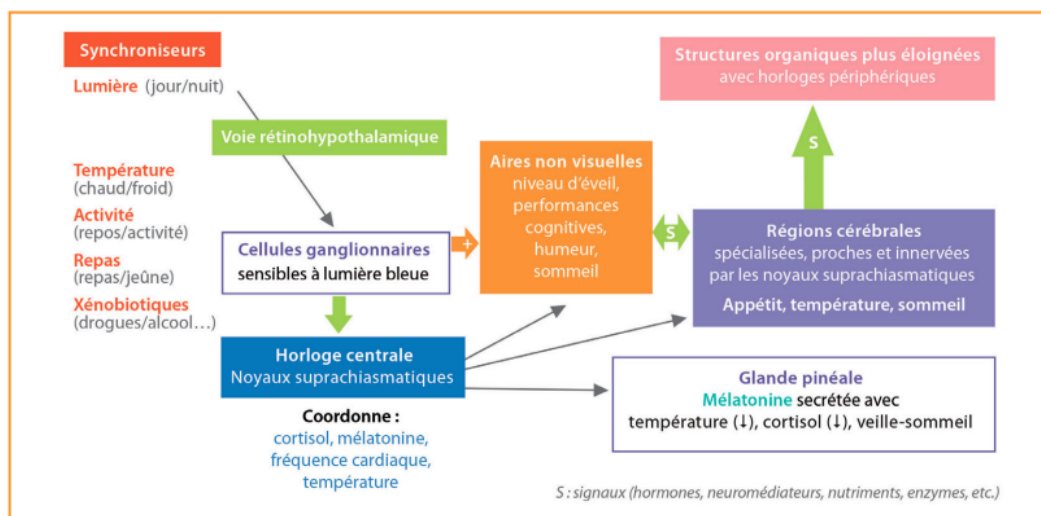 Synchroniseurs
Lumière (jour/nuit)
Voie rétinohypothalamique
Température
(chaud/froid)
Activité
(repos/activité)
Repas
(repas/jeûne)
Xénobiotiques
(drogues/alcool…)
Cellules ganglionnaires
sensibles à lumière bleue
+
Aires non visuelles
niveau d’éveil,
performances
cognitives,
humeur,
sommeil
S
Structures organiques plus éloignées
avec horloges périphériques
S
Régions cérébrales
spécialisées, proches et innervées
par les noyaux suprachiasmatiques
Appétit, température, sommeil
Horloge centrale
Noyaux suprachiasmatiques
Coordonne :
cortisol, mélatonine,
fréquence cardiaque,
température
Glande pinéale
Mélatonine secrétée avec
température (↓), cortisol (↓), veille-sommeil
S : signaux (hormones, neuromédiateurs, nutriments, enzymes, etc.)